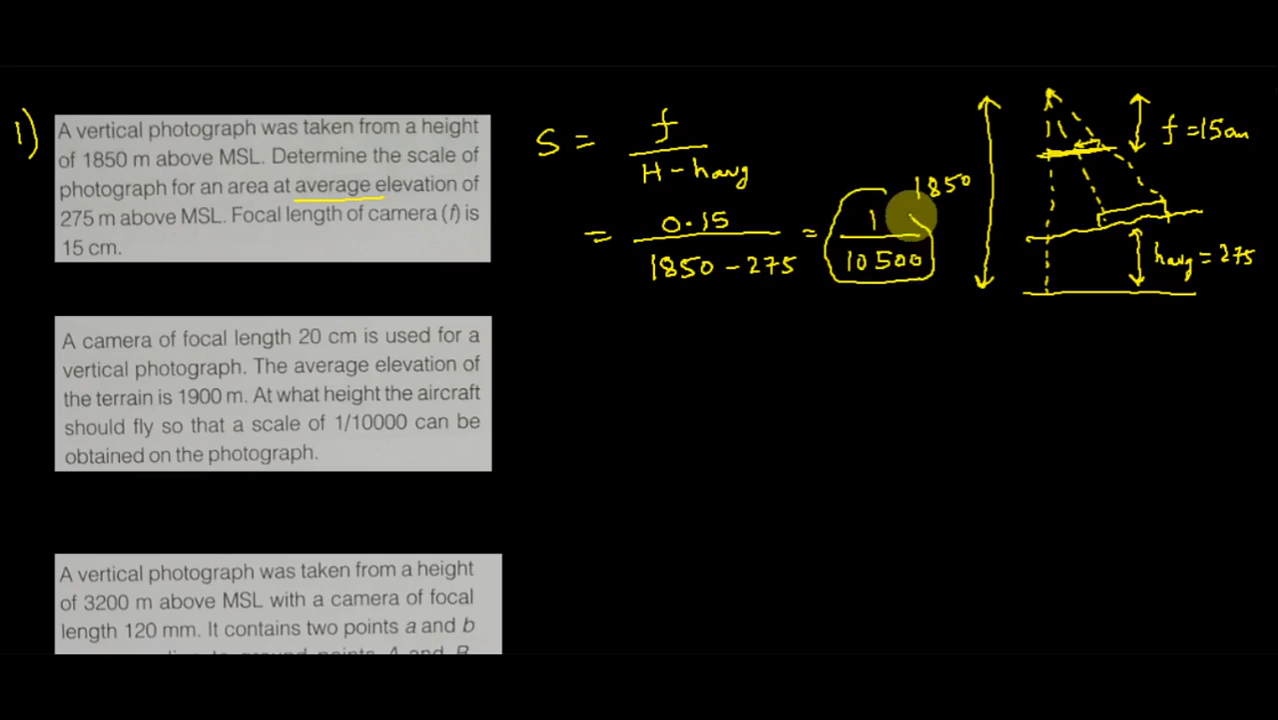 1)
A vertical photograph was taken from a height
of 1850 m above MSL. Determine the scale of
photograph for an area at average elevation of
275 m above MSL. Focal length of camera (f) is
15 cm.
S = f
H - havg
= 0.15
1850 - 275
= 1
10500
1850
f = 15cm
havg = 275
A camera of focal length 20 cm is used for a
vertical photograph. The average elevation of
the terrain is 1900 m. At what height the aircraft
should fly so that a scale of 1/10000 can be
obtained on the photograph.
A vertical photograph was taken from a height
of 3200 m above MSL with a camera of focal
length 120 mm. It contains two points a and b